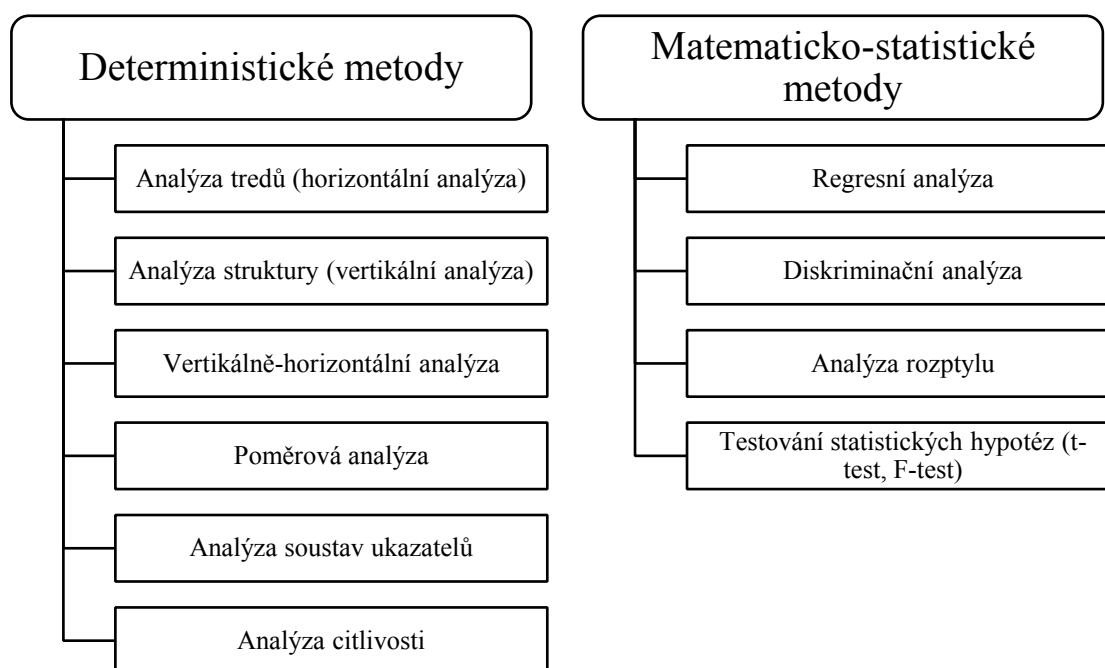 Deterministické metody
Analýza tredů (horizontální analýza)
Analýza struktury (vertikální analýza)
Vertikálně-horizontální analýza
Poměrová analýza
Analýza soustav ukazatelů
Analýza citlivosti
Matematicko-statistické
metody
Regresní analýza
Diskriminační analýza
Analýza rozptylu
Testování statistických hypotéz (t-
test, F-test)